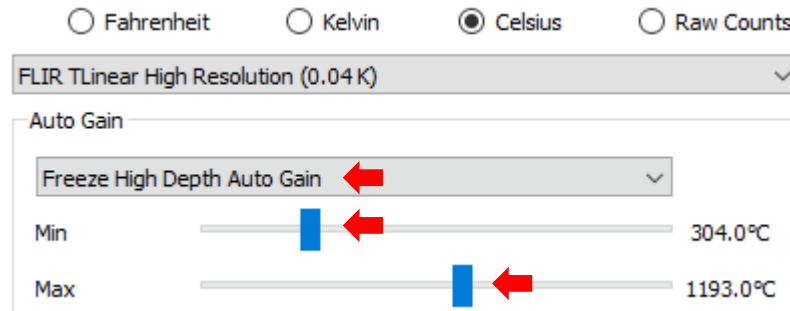 Fahrenheit Kelvin Celsius Raw Counts
FLIR TLinear High Resolution (0.04 K)
Auto Gain
Freeze High Depth Auto Gain
Min 304.0°C
Max 1193.0°C